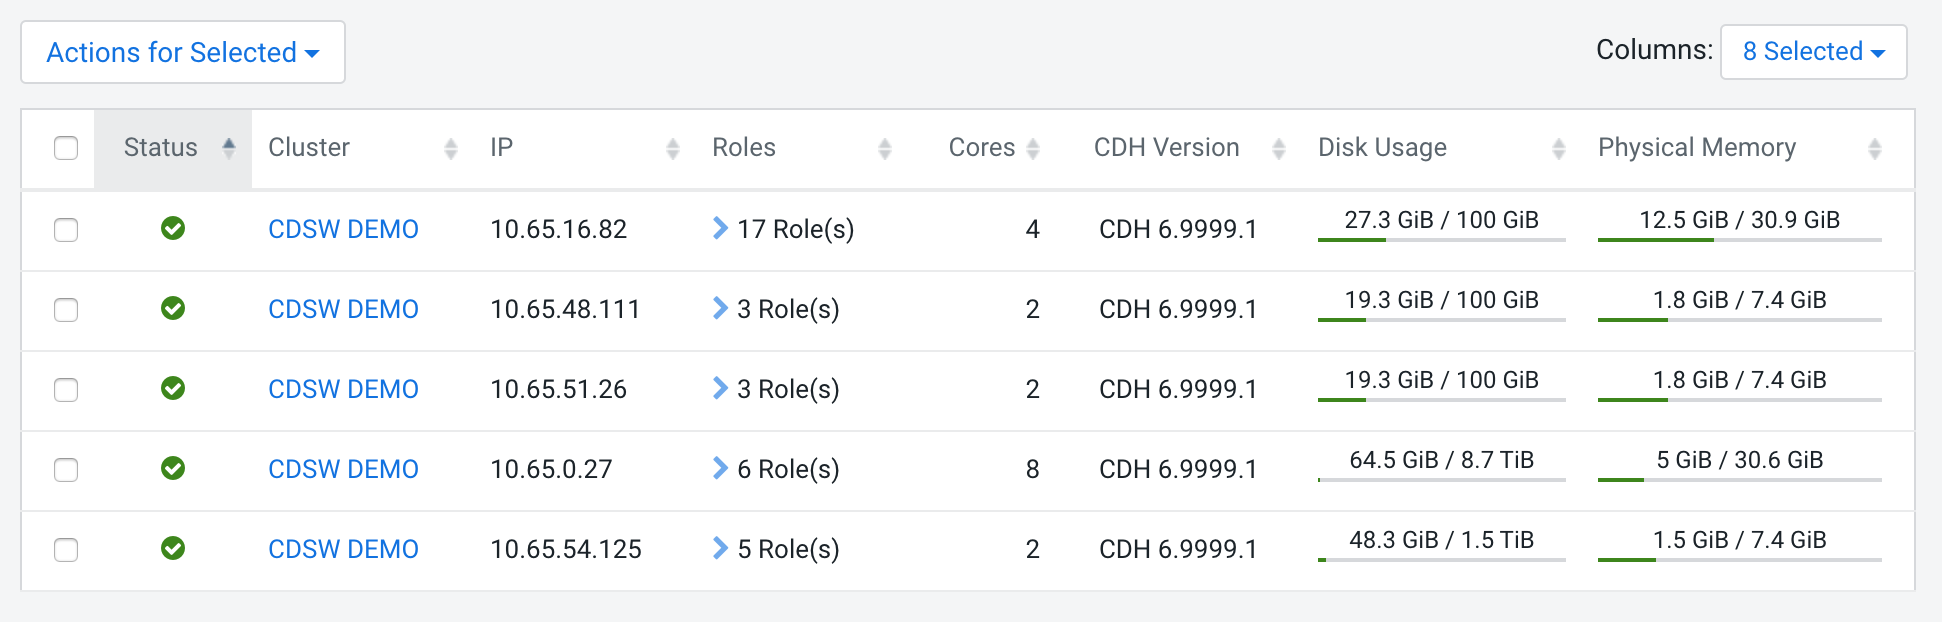 Actions for Selected
Columns: 8 Selected
Status Cluster IP Roles Cores CDH Version Disk Usage Physical Memory
CDSW DEMO 10.65.16.82 17 Role(s) 4 CDH 6.9999.1 27.3 GiB / 100 GiB 12.5 GiB / 30.9 GiB
CDSW DEMO 10.65.48.111 3 Role(s) 2 CDH 6.9999.1 19.3 GiB / 100 GiB 1.8 GiB / 7.4 GiB
CDSW DEMO 10.65.51.26 3 Role(s) 2 CDH 6.9999.1 19.3 GiB / 100 GiB 1.8 GiB / 7.4 GiB
CDSW DEMO 10.65.0.27 6 Role(s) 8 CDH 6.9999.1 64.5 GiB / 8.7 TiB 5 GiB / 30.6 GiB
CDSW DEMO 10.65.54.125 5 Role(s) 2 CDH 6.9999.1 48.3 GiB / 1.5 TiB 1.5 GiB / 7.4 GiB